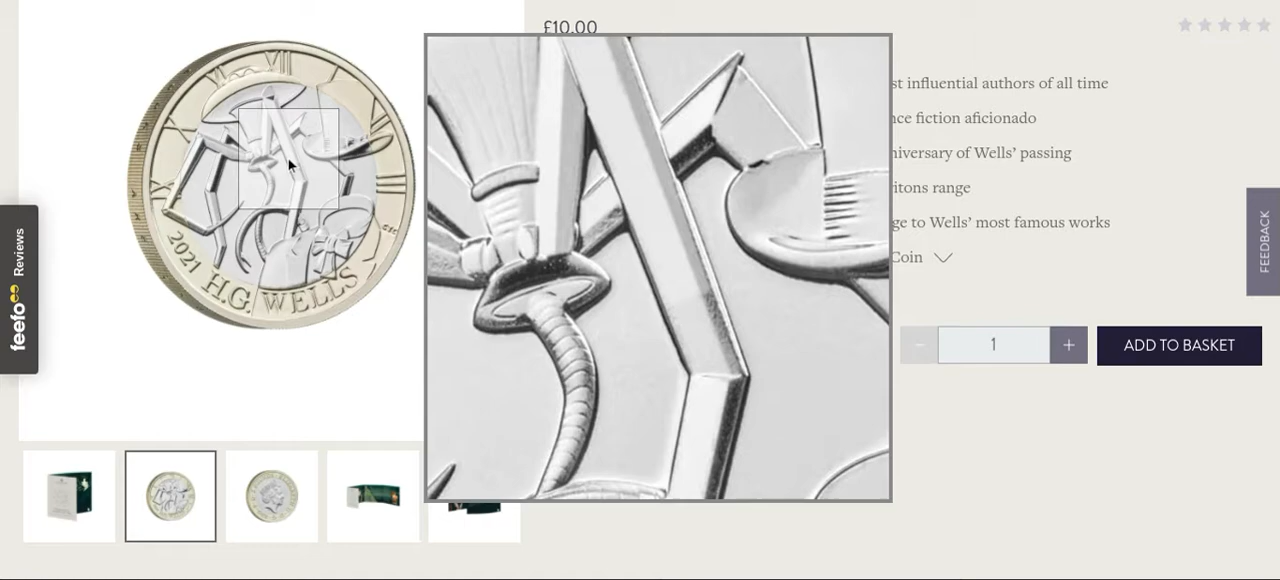 £10.00
st influential authors of all time
nce fiction aficionado
niversary of Wells' passing
itons range
ge to Wells' most famous works
Coin
1
ADD TO BASKET
FEEDBACK
feefo Reviews
VII
2021 H.G. WELLS